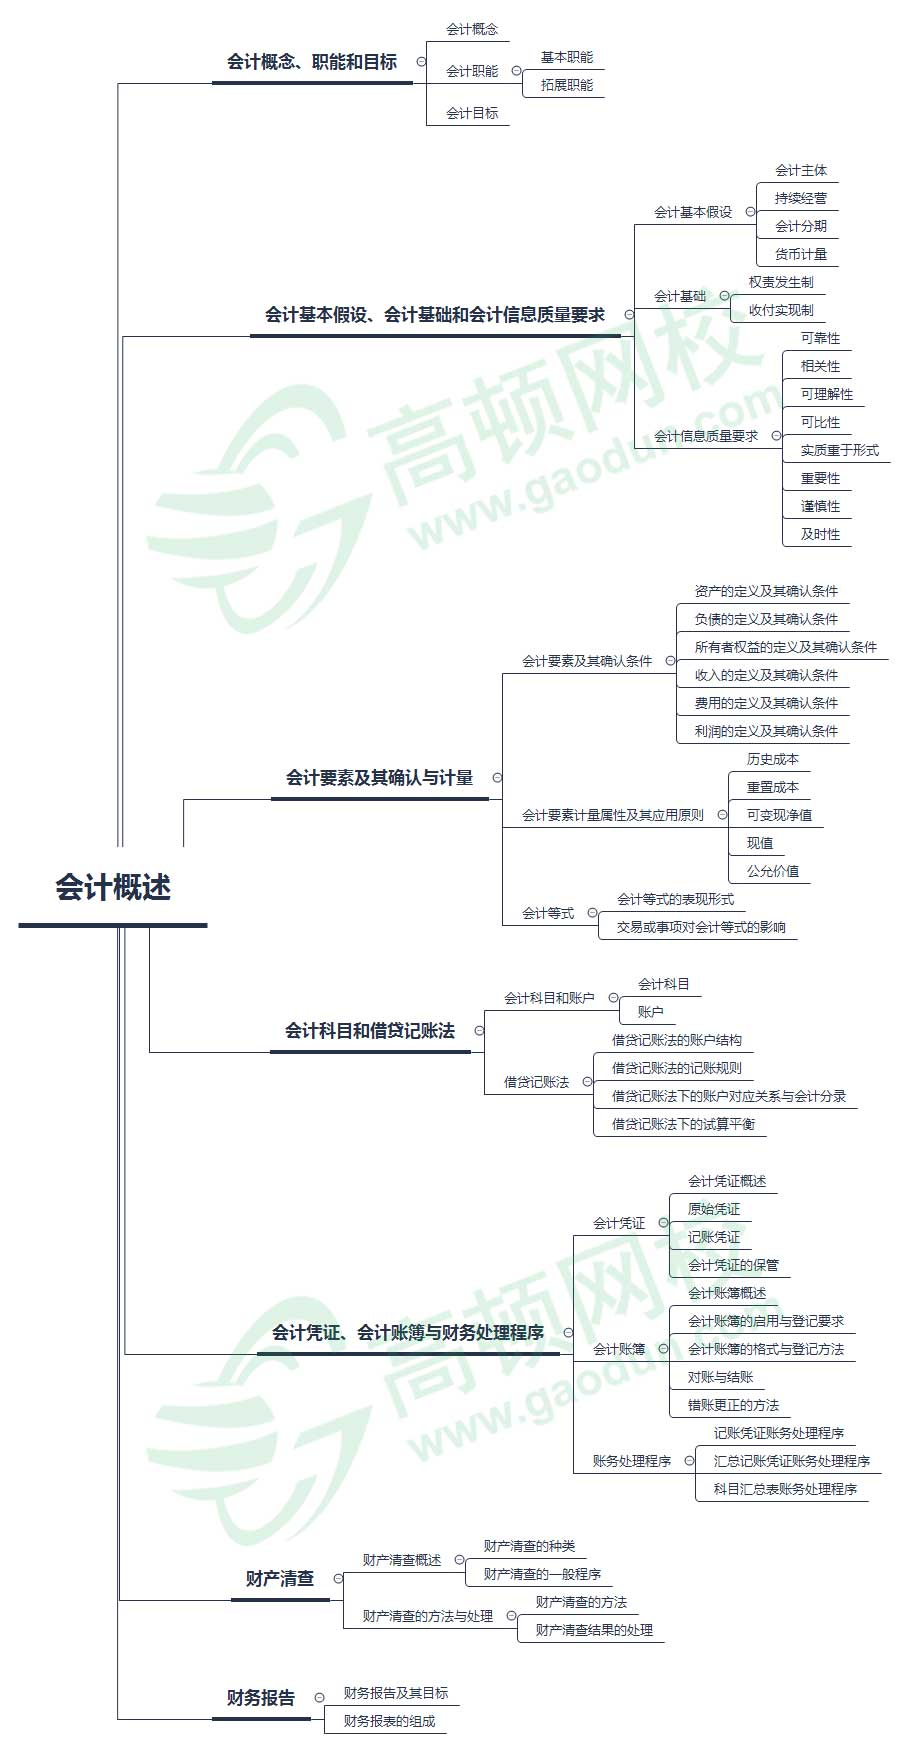 会计概述
会计概念、职能和目标
会计概念
会计职能
基本职能
拓展职能
会计目标
会计基本假设、会计基础和会计信息质量要求
会计基本假设
会计主体
持续经营
会计分期
货币计量
会计基础
权责发生制
收付实现制
会计信息质量要求
可靠性
相关性
可理解性
可比性
实质重于形式
重要性
谨慎性
及时性
会计要素及其确认与计量
会计要素及其确认条件
资产的定义及其确认条件
负债的定义及其确认条件
所有者权益的定义及其确认条件
收入的定义及其确认条件
费用的定义及其确认条件
利润的定义及其确认条件
会计要素计量属性及其应用原则
历史成本
重置成本
可变现净值
现值
公允价值
会计等式
会计等式的表现形式
交易或事项对会计等式的影响
会计科目和借贷记账法
会计科目和账户
会计科目
账户
借贷记账法
借贷记账法的账户结构
借贷记账法的记账规则
借贷记账法下的账户对应关系与会计分录
借贷记账法下的试算平衡
会计凭证、会计账簿与财务处理程序
会计凭证
会计凭证概述
原始凭证
记账凭证
会计凭证的保管
会计账簿
会计账簿概述
会计账簿的启用与登记要求
会计账簿的格式与登记方法
对账与结账
错账更正的方法
账务处理程序
记账凭证账务处理程序
汇总记账凭证账务处理程序
科目汇总表账务处理程序
财产清查
财产清查概述
财产清查的种类
财产清查的一般程序
财产清查的方法与处理
财产清查的方法
财产清查结果的处理
财务报告
财务报告及其目标
财务报表的组成
高顿网校
www.gaodun.com
高顿网校
www.gaodun.com